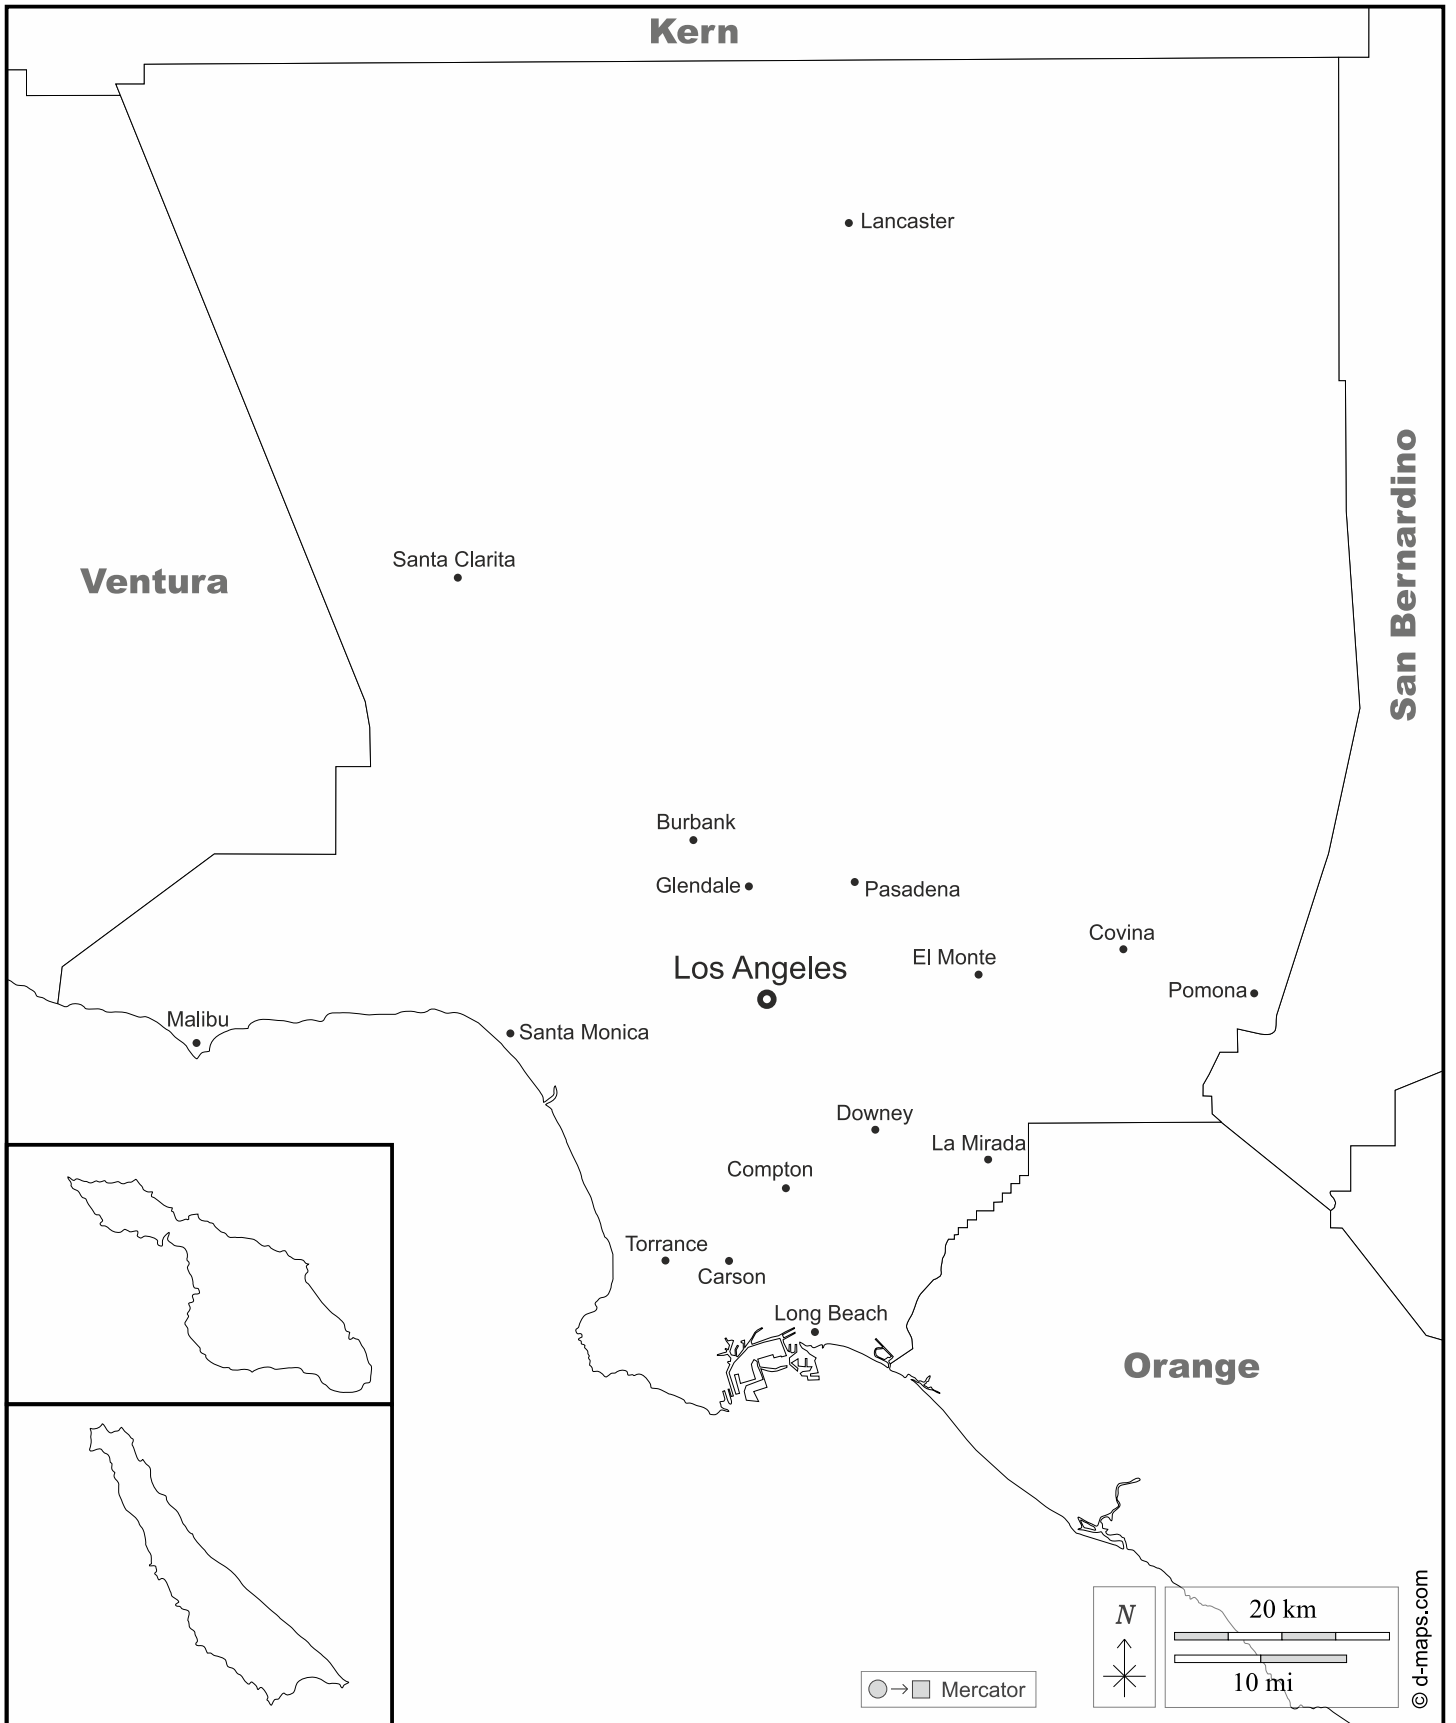 Kern
Lancaster
San Bernardino
Santa Clarita
Ventura
Burbank
Glendale
Pasadena
Covina
El Monte
Los Angeles
Pomona
Malibu
Santa Monica
Downey
La Mirada
Compton
Torrance
Carson
Long Beach
Orange
N
20 km
10 mi
Mercator
© d-maps.com